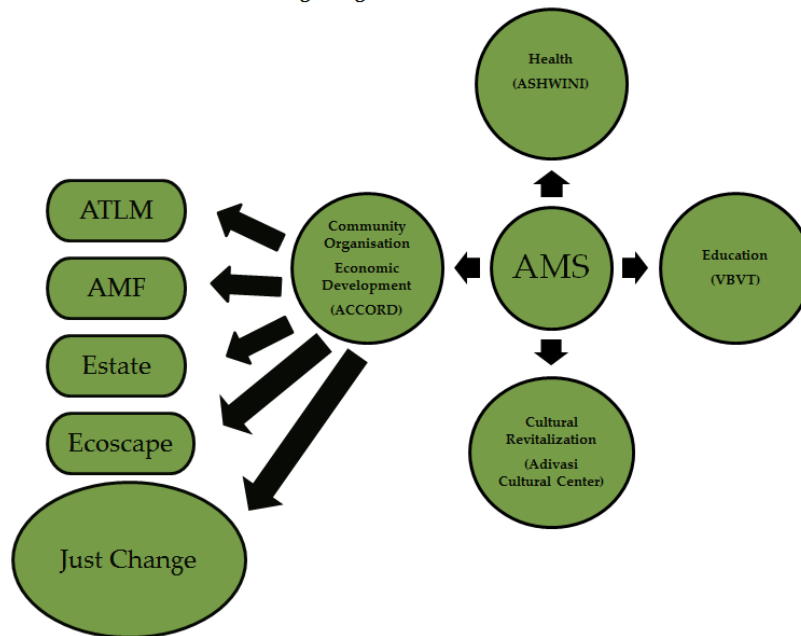 Health
(ASHWINI)
ATLM
AMF
Estate
Ecoscape
Just Change
Community
Organisation
Economic
Development
(ACCORD)
AMS
Education
(VBVT)
Cultural
Revitalization
(Adivasi
Cultural Center)